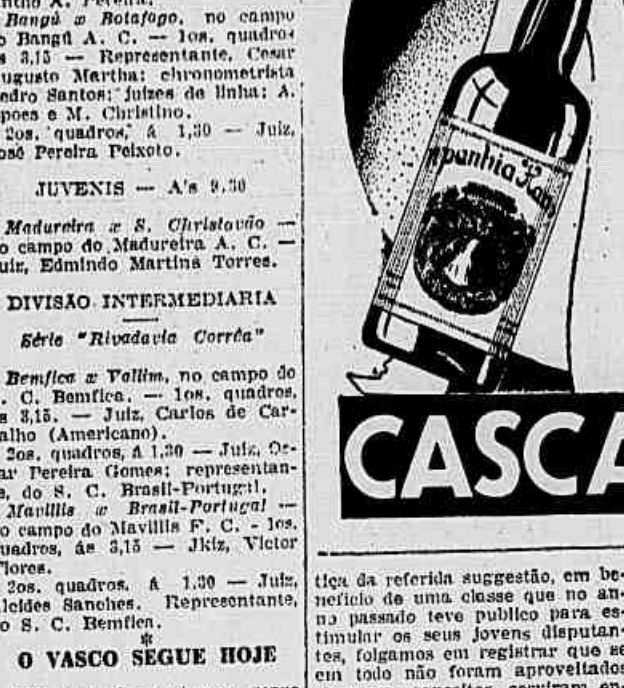 Bangú x Botafogo, no campo
o Bangú A. C. — 1os. quadros
s 3,15 — Representante, Cesar
ugusto Martha; chronometrista
edro Santos; juizes de linha; A.
poes e M. Christino.
2os. quadros, á 1,30 — Juiz,
osé Pereira Peixoto.
JUVENIS — A's 9.30
Madureira x S. Christovão —
o campo do Madureira A. C. —
uiz, Edmindo Martins Torres.
DIVISÃO INTERMEDIARIA
Série "Rivadavia Corrêa"
Bemfica x Vallim, no campo do
. C. Bemfica. — 1os. quadros,
s 3,15. — Juiz, Carlos de Car-
alho (Americano).
2os. quadros, á 1.30 — Juiz, Os-
ar Pereira Gomes; representan-
e, do S. C. Brasil-Portugal.
Mavillis x Brasil-Portugal —
o campo do Mavillis F. C. - 1os.
uadros, ás 3,15 — Jkiz, Victor
Flores.
2os. quadros, á 1.30 — Juiz,
lcides Sanches. Representante,
o S. C. Bemfica.
*
O VASCO SEGUE HOJE
panhia Han
CASCA
tiça da referida suggestão, em be-
neficio de uma classe que no an-
no passado teve publico para es-
timular os seus jovens disputan-
tes, folgamos em registrar que se
em todo não foram aproveitados